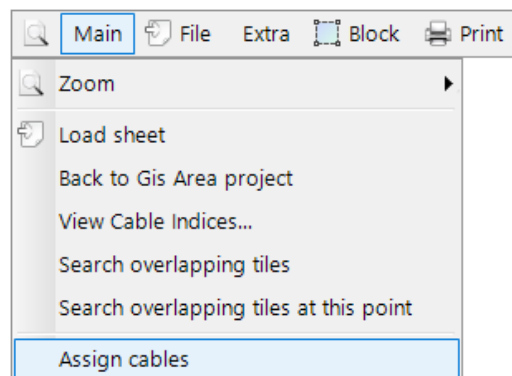 Main File Extra Block Print
Zoom
Load sheet
Back to Gis Area project
View Cable Indices...
Search overlapping tiles
Search overlapping tiles at this point
Assign cables